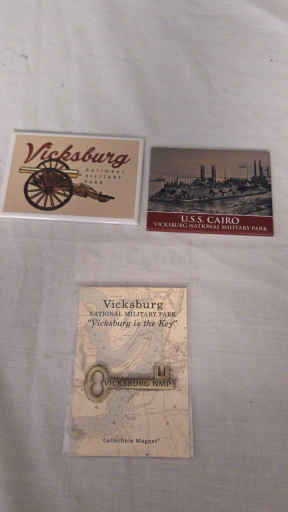 Vicksburg
NATIONAL
MILITARY
PARK
U.S.S. CAIRO
VICKSBURG NATIONAL MILITARY PARK
Vicksburg
NATIONAL MILITARY PARK
"Vicksburg is the Key"
VICKSBURG NMP
Collectible Magnet